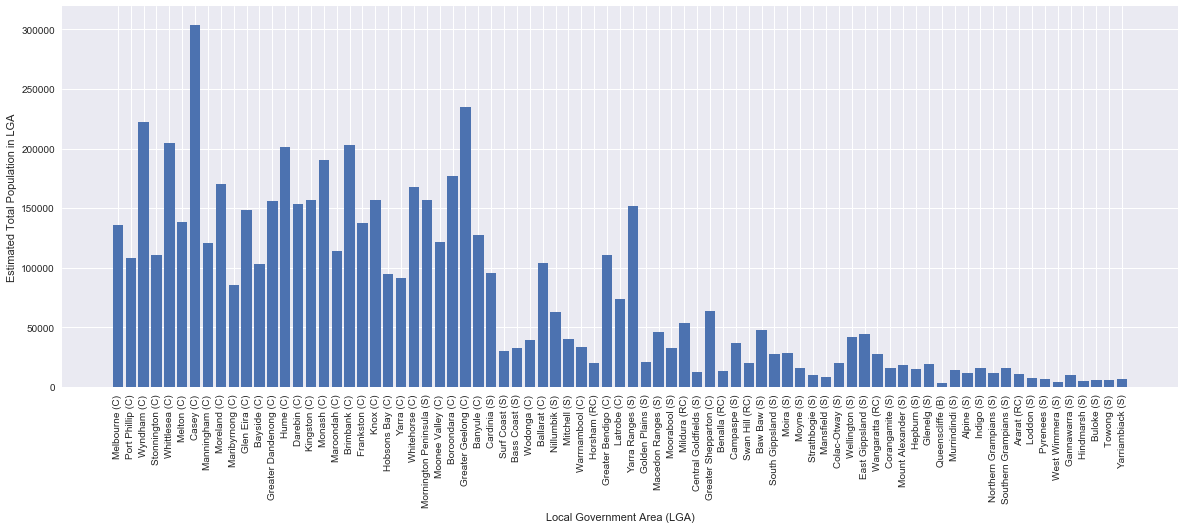 300000
250000
200000
150000
100000
50000
0
Estimated Total Population in LGA
Melbourne (C)
Port Phillip (C)
Wyndham (C)
Stonnington (C)
Whittlesea (C)
Melton (C)
Casey (C)
Manningham (C)
Moreland (C)
Maribyrnong (C)
Glen Eira (C)
Bayside (C)
Greater Dandenong (C)
Hume (C)
Darebin (C)
Kingston (C)
Monash (C)
Maroondah (C)
Brimbank (C)
Frankston (C)
Knox (C)
Hobsons Bay (C)
Yarra (C)
Whitehorse (C)
Mornington Peninsula (S)
Moonee Valley (C)
Boroondara (C)
Greater Geelong (C)
Banyule (C)
Cardinia (S)
Surf Coast (S)
Bass Coast (S)
Wodonga (C)
Ballarat (C)
Nillumbik (S)
Mitchell (S)
Warrnambool (C)
Horsham (RC)
Greater Bendigo (C)
Latrobe (C)
Yarra Ranges (S)
Golden Plains (S)
Macedon Ranges (S)
Moorabool (S)
Mildura (RC)
Central Goldfields (S)
Greater Shepparton (C)
Benalla (RC)
Campaspe (S)
Swan Hill (RC)
Baw Baw (S)
South Gippsland (S)
Moira (S)
Moyne (S)
Strathbogie (S)
Mansfield (S)
Colac-Otway (S)
Wellington (S)
East Gippsland (S)
Wangaratta (RC)
Corangamite (S)
Mount Alexander (S)
Hepburn (S)
Glenelg (S)
Queenscliffe (B)
Murrindindi (S)
Alpine (S)
Indigo (S)
Northern Grampians (S)
Southern Grampians (S)
Ararat (RC)
Loddon (S)
Pyrenees (S)
West Wimmera (S)
Gannawarra (S)
Hindmarsh (S)
Buloke (S)
Towong (S)
Yarriambiack (S)
Local Government Area (LGA)